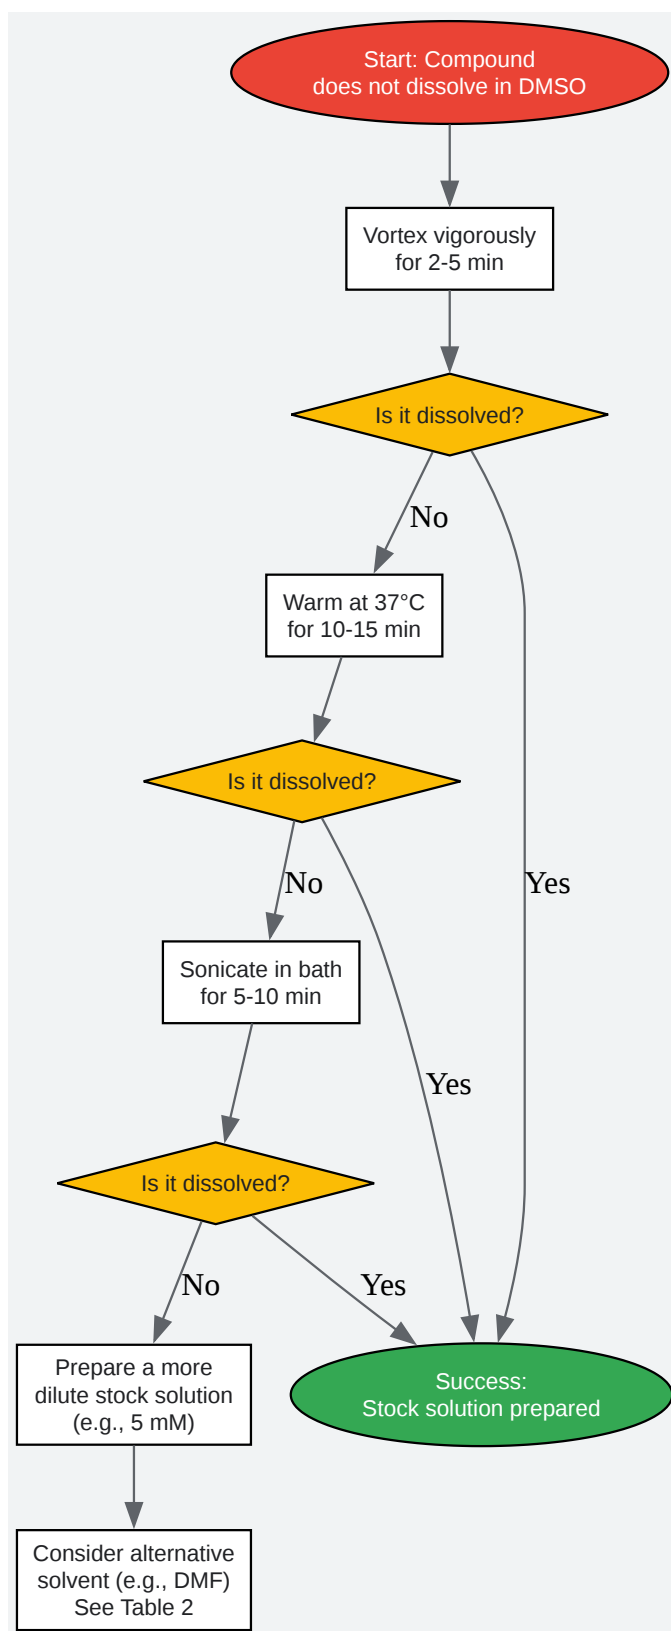 Start: Compound
does not dissolve in DMSO
Vortex vigorously
for 2-5 min
Is it dissolved?
No
Warm at 37°C
for 10-15 min
Is it dissolved?
No
Yes
Sonicate in bath
for 5-10 min
Yes
Is it dissolved?
No
Yes
Prepare a more
dilute stock solution
(e.g., 5 mM)
Success:
Stock solution prepared
Consider alternative
solvent (e.g., DMF)
See Table 2